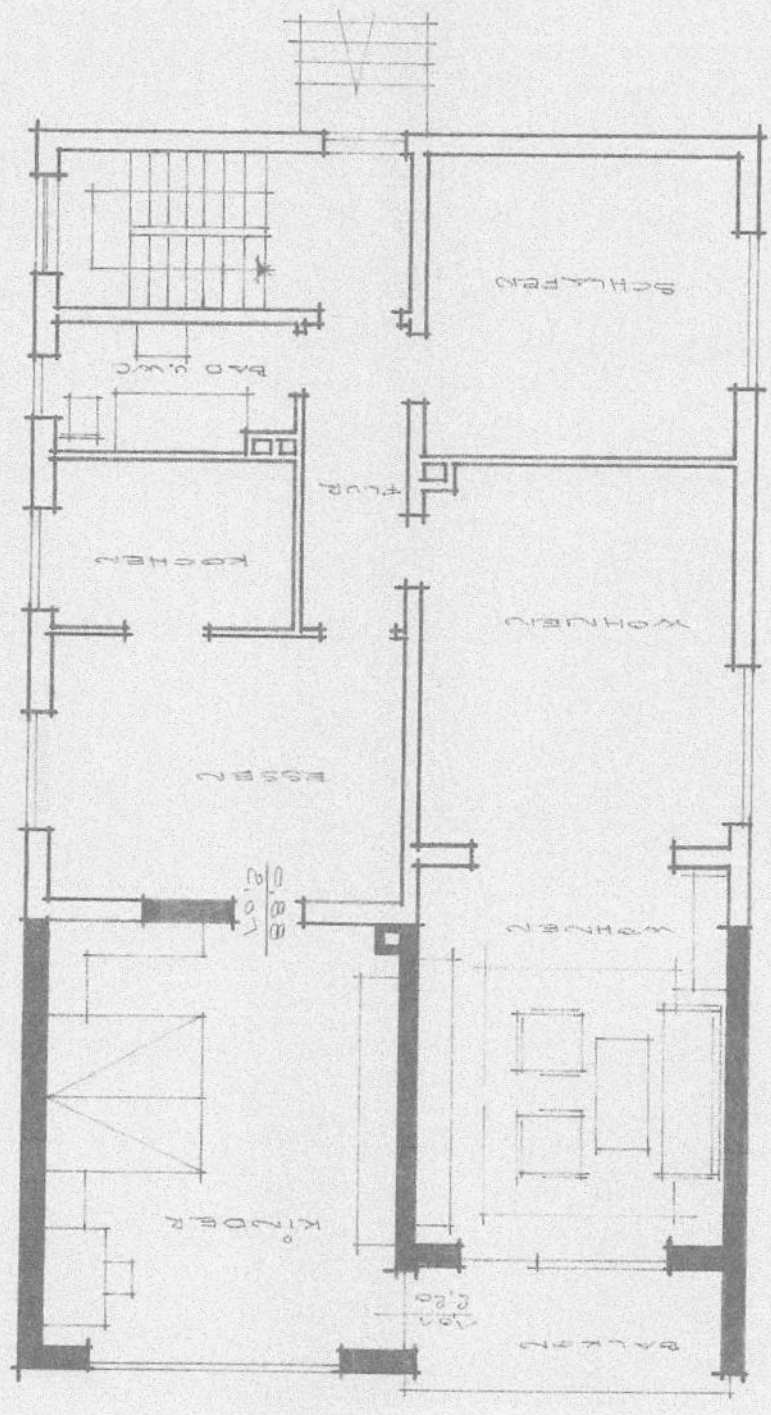 BALKON
KINDER
WOHNEN
ESSEN
WOHNEN
KOCHEN
FLUR
BAD U. WC
SCHLAFEN